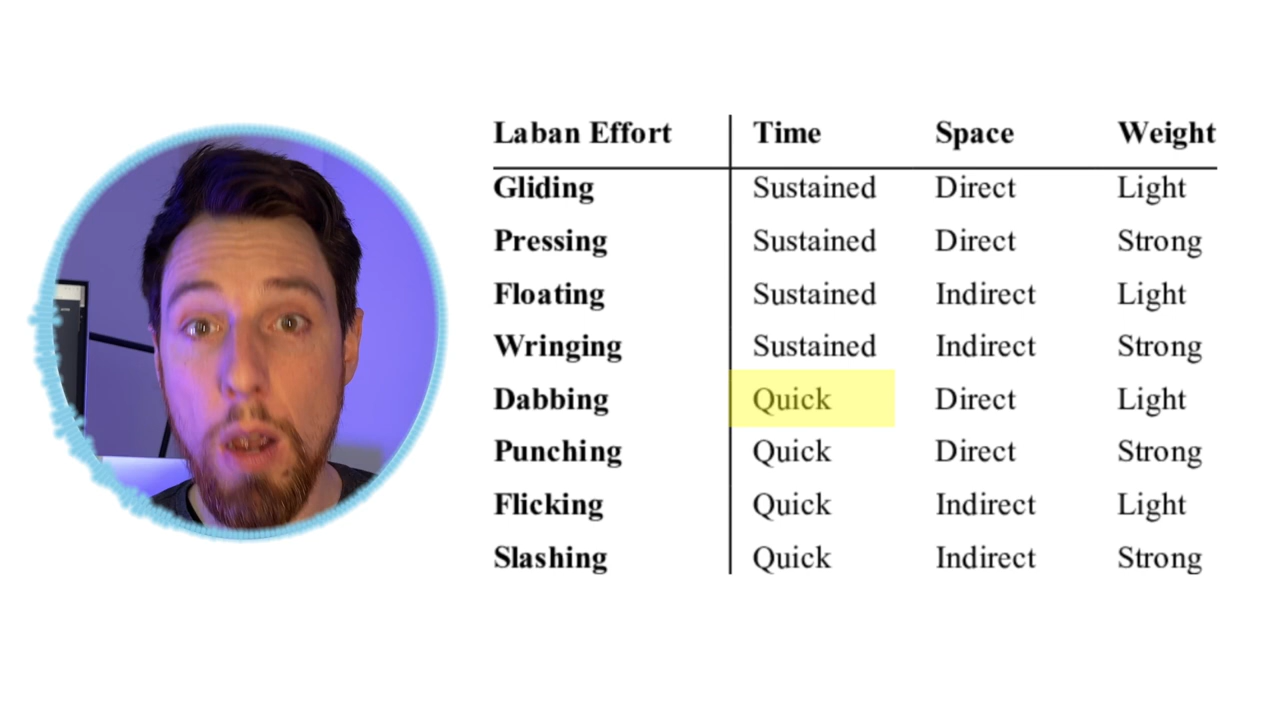 Laban Effort Time Space Weight
Gliding Sustained Direct Light
Pressing Sustained Direct Strong
Floating Sustained Indirect Light
Wringing Sustained Indirect Strong
Dabbing Quick Direct Light
Punching Quick Direct Strong
Flicking Quick Indirect Light
Slashing Quick Indirect Strong